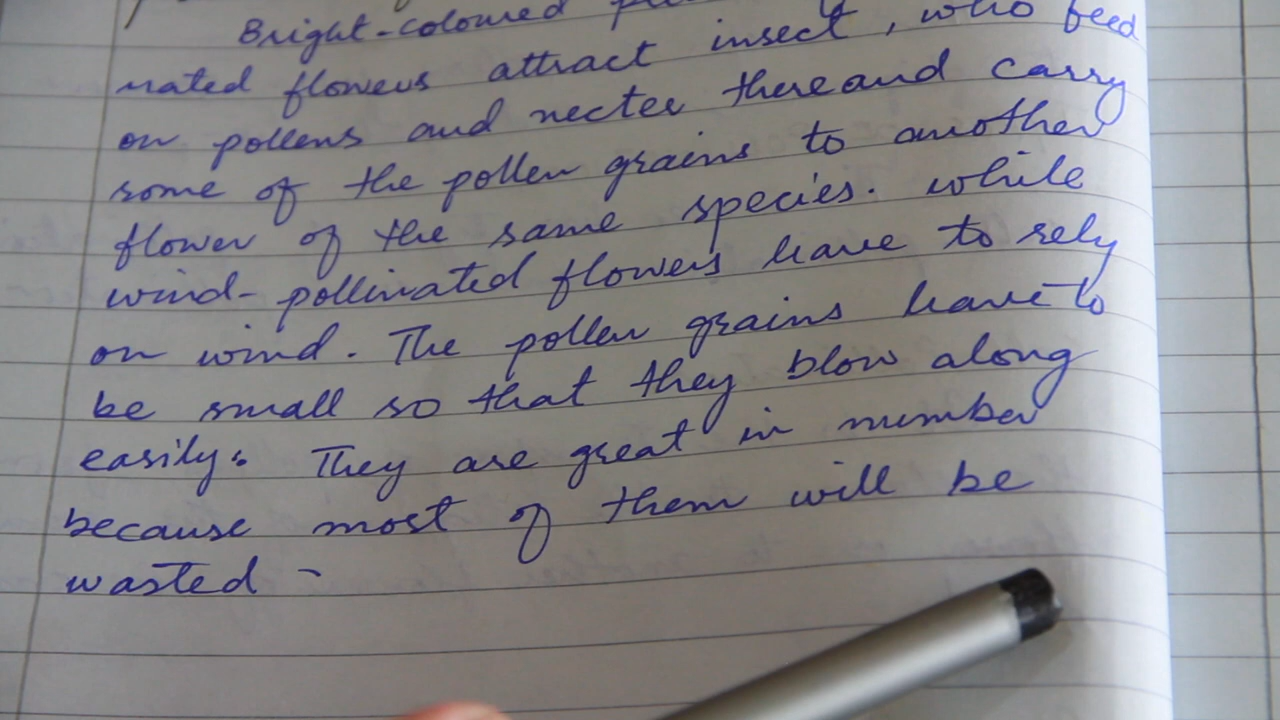 Bright-coloured
nated flowers attract insect, who feed
on pollens and necter there and carry
some of the pollen grains to another
flower of the same species. while
wind-pollinated flowers have to rely
on wind. The pollen grains have to
be small so that they blow along
easily. They are great in number
because most of them will be
wasted -